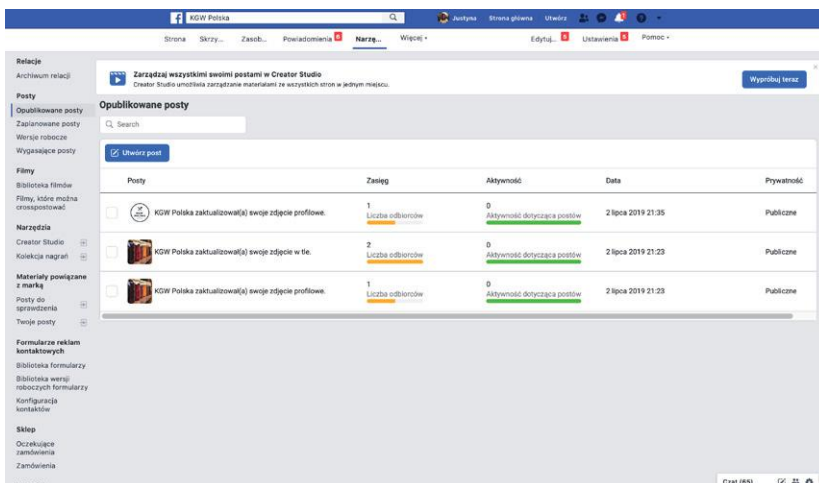 KGW Polska
Justyna Strona główna Utwórz
Strona Skrzy... Zasob... Powiadomienia 6 Narzę... Więcej Edytuj... 5 Ustawienia 5 Pomoc
Relacje
Archiwum relacji
Posty
Opublikowane posty
Zaplanowane posty
Wersje robocze
Wygasające posty
Filmy
Biblioteka filmów
Filmy, które można
crosspostować
Narzędzia
Creator Studio
Kolekcja nagrań
Materiały powiązane
z marką
Posty do
sprawdzenia
Twoje posty
Formularze reklam
kontaktowych
Biblioteka formularzy
Biblioteka wersji
roboczych formularzy
Konfiguracja
kontaktów
Sklep
Oczekujące
zamówienia
Zamówienia
Zarządzaj wszystkimi swoimi postami w Creator Studio
Creator Studio umożliwia zarządzanie materiałami ze wszystkich stron w jednym miejscu.
Wypróbuj teraz
Opublikowane posty
Search
Utwórz post
Posty Zasięg Aktywność Data Prywatność
KGW Polska zaktualizował(a) swoje zdjęcie profilowe. 1 0 2 lipca 2019 21:35 Publiczne
Liczba odbiorców Aktywność dotycząca postów
KGW Polska zaktualizował(a) swoje zdjęcie w tle. 2 0 2 lipca 2019 21:23 Publiczne
Liczba odbiorców Aktywność dotycząca postów
KGW Polska zaktualizował(a) swoje zdjęcie profilowe. 1 0 2 lipca 2019 21:23 Publiczne
Liczba odbiorców Aktywność dotycząca postów
Czat (65)